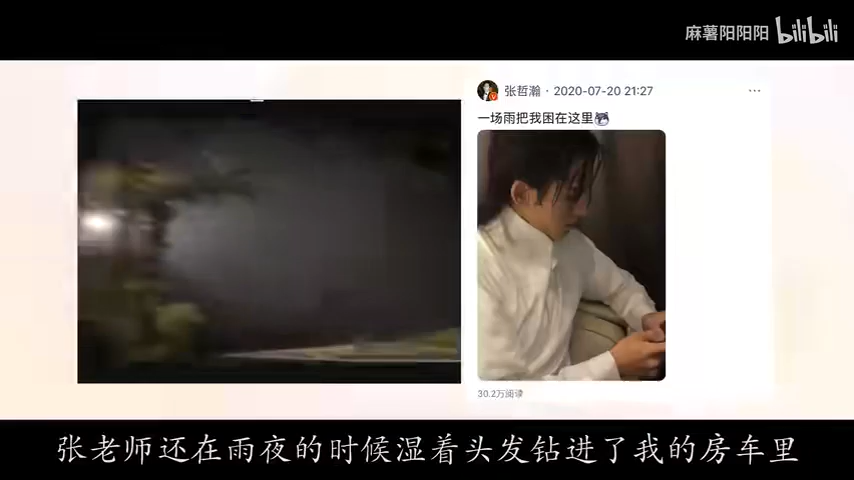 麻薯阳阳阳 bilibili
张哲瀚 · 2020-07-20 21:27
一场雨把我困在这里
30.2万阅读
张老师还在雨夜的时候湿着头发钻进了我的房车里